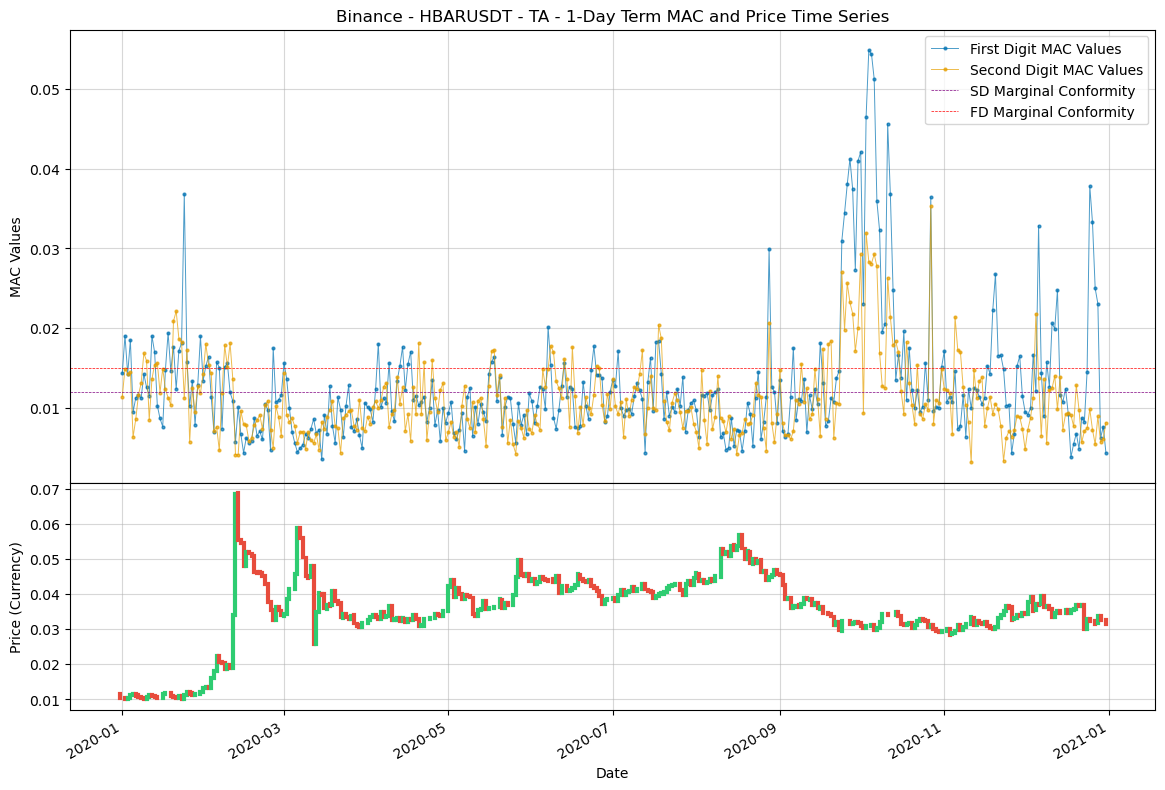 Binance - HBARUSDT - TA - 1-Day Term MAC and Price Time Series
First Digit MAC Values
Second Digit MAC Values
SD Marginal Conformity
FD Marginal Conformity
MAC Values
0.05
0.04
0.03
0.02
0.01
Price (Currency)
0.07
0.06
0.05
0.04
0.03
0.02
0.01
2020-01
2020-03
2020-05
2020-07
2020-09
2020-11
2021-01
Date